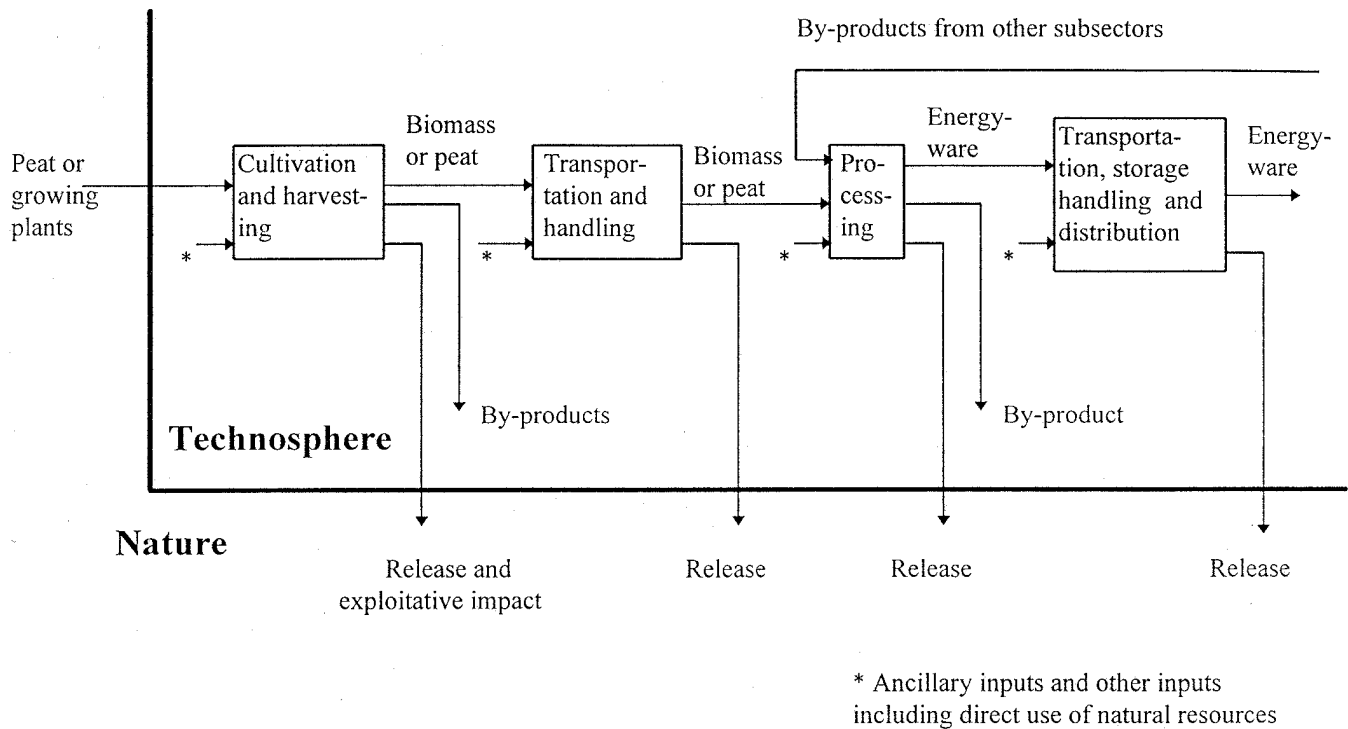 By-products from other subsectors
Peat or
growing
plants
*
Cultivation
and harvest-
ing
Biomass
or peat
*
Transpor-
tation and
handling
Biomass
or peat
*
Pro-
cess-
ing
Energy-
ware
*
Transporta-
tion, storage
handling and
distribution
Energy-
ware
By-products
By-product
Technosphere
Nature
Release and
exploitative impact
Release
Release
Release
* Ancillary inputs and other inputs
including direct use of natural resources